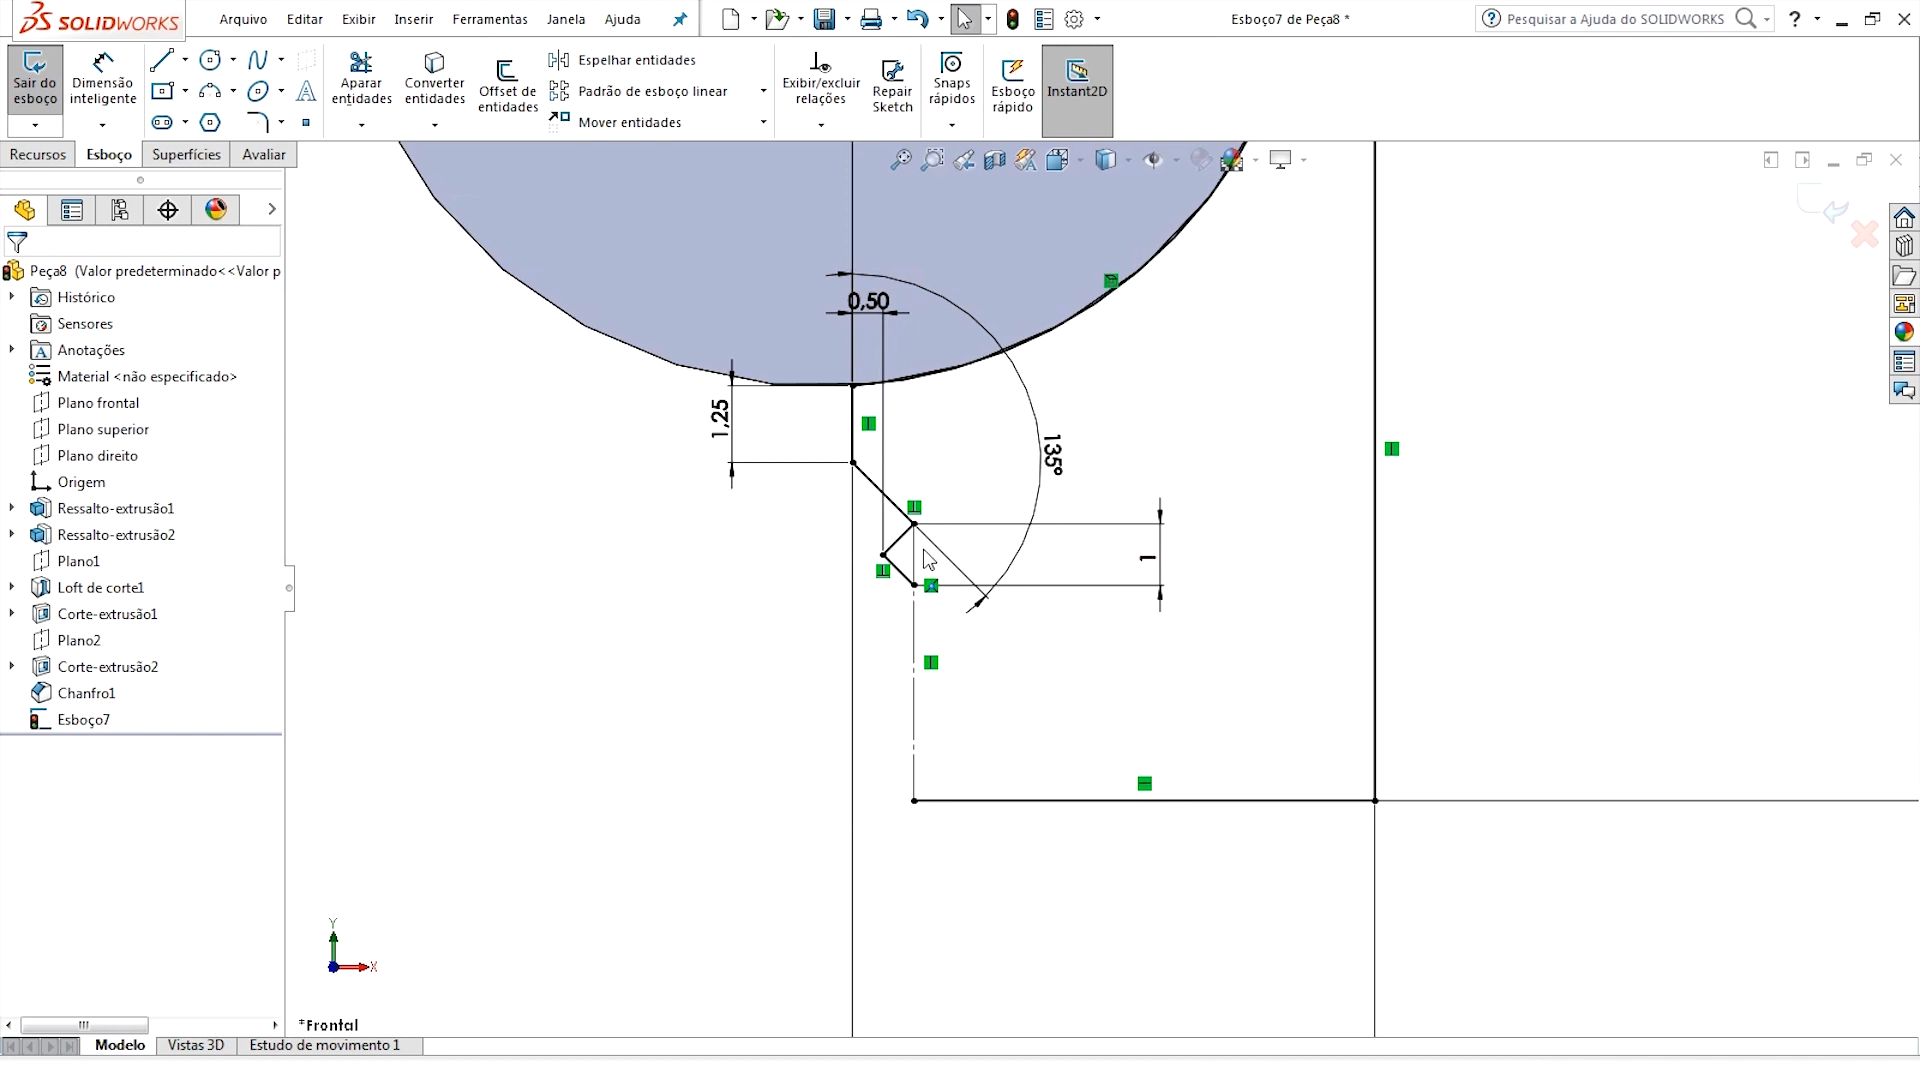 SOLIDWORKS
Arquivo Editar Exibir Inserir Ferramentas Janela Ajuda
Esboço7 de Peça8 *
Pesquisar a Ajuda do SOLIDWORKS
?
Sair do esboço
Dimensão inteligente
Aparar entidades
Converter entidades
Offset de entidades
Espelhar entidades
Padrão de esboço linear
Mover entidades
Exibir/excluir relações
Repair Sketch
Snaps rápidos
Esboço rápido
Instant2D
Recursos Esboço Superfícies Avaliar
Peça8 (Valor predeterminado<<Valor p
Histórico
Sensores
Anotações
Material <não especificado>
Plano frontal
Plano superior
Plano direito
Origem
Ressalto-extrusão1
Ressalto-extrusão2
Plano1
Loft de corte1
Corte-extrusão1
Plano2
Corte-extrusão2
Chanfro1
Esboço7
0,50
1,25
135°
1
Y
X
*Frontal
Modelo Vistas 3D Estudo de movimento 1